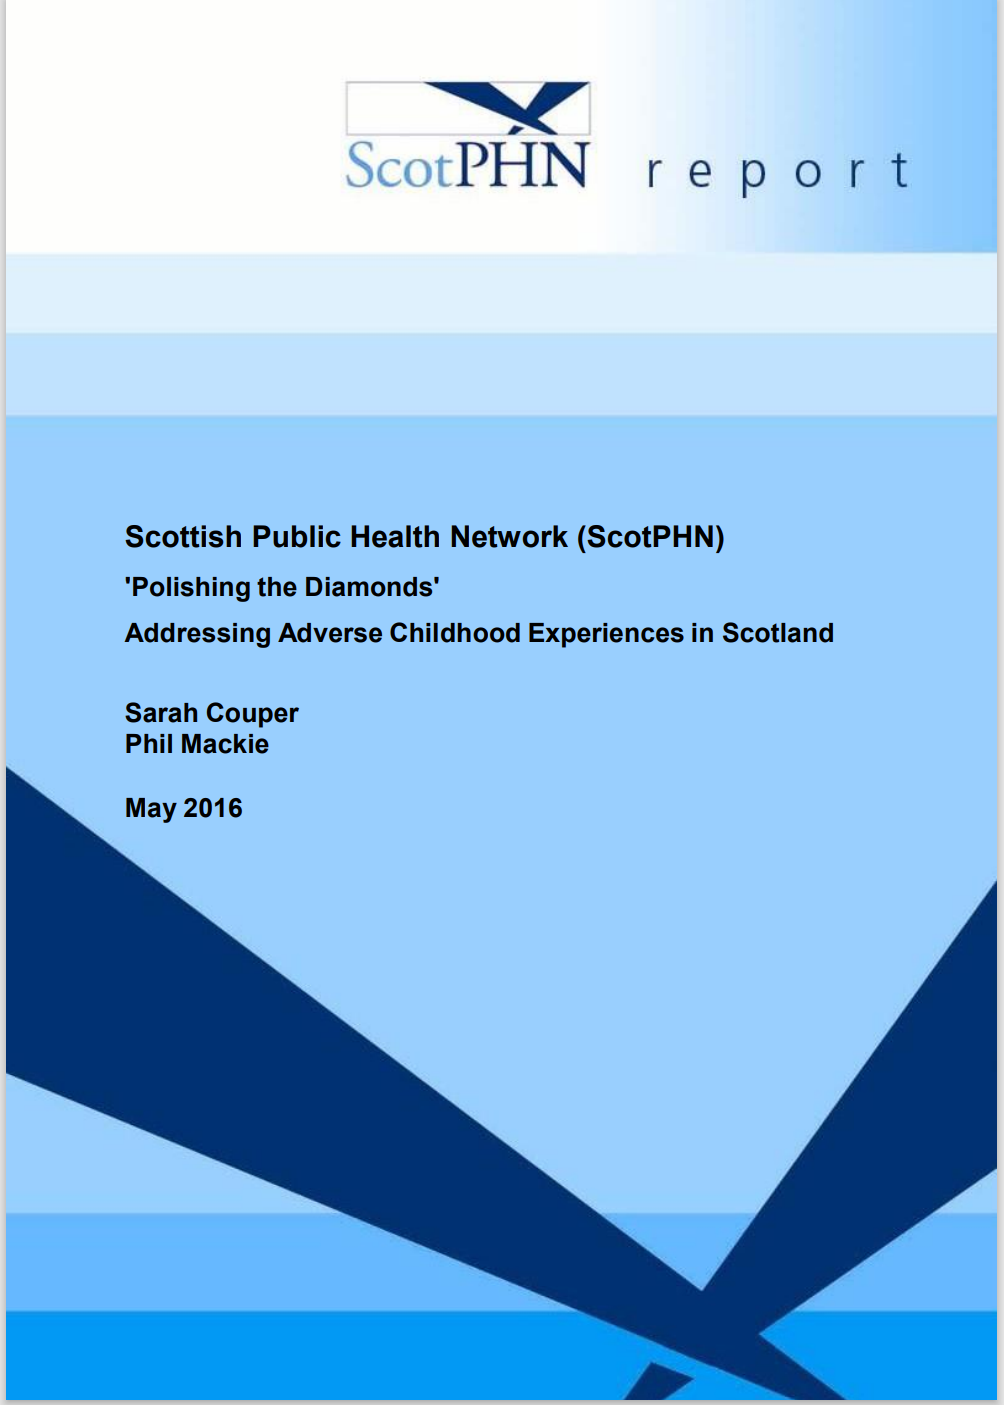 ScotPHN report
Scottish Public Health Network (ScotPHN)
'Polishing the Diamonds'
Addressing Adverse Childhood Experiences in Scotland
Sarah Couper
Phil Mackie
May 2016